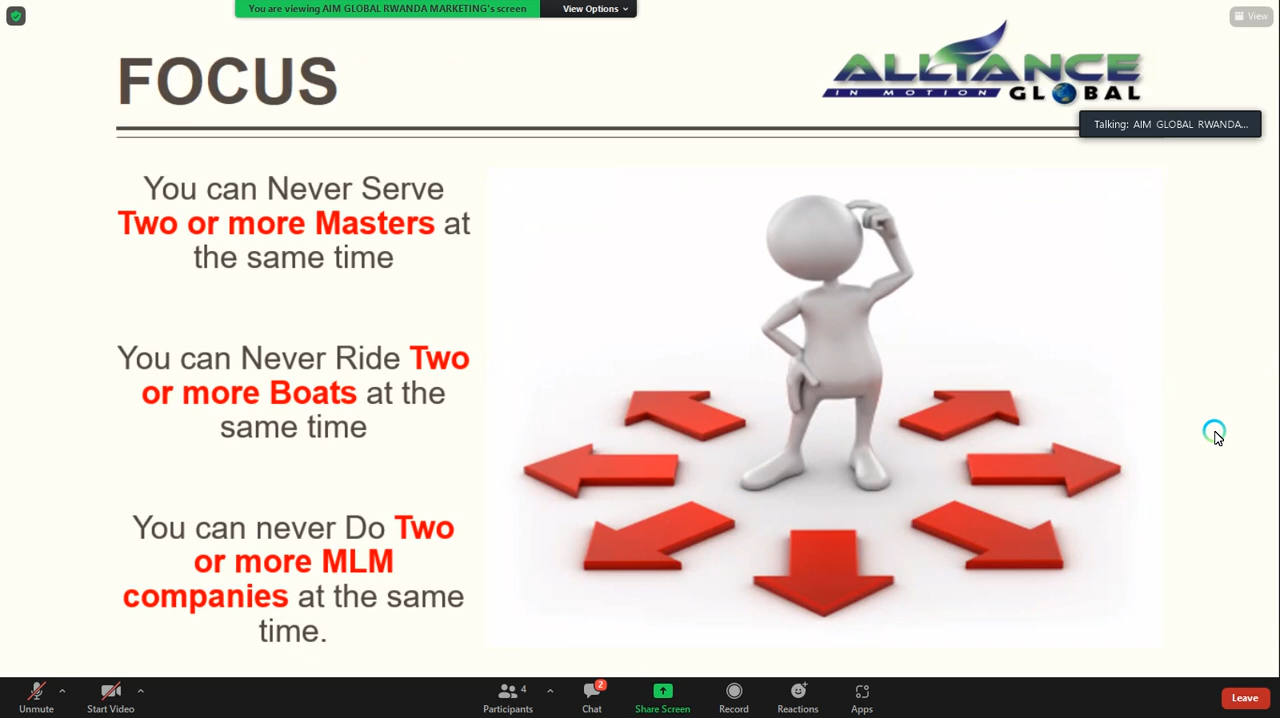 You are viewing AIM GLOBAL RWANDA MARKETING's screen
View Options
View
FOCUS
ALLIANCE
IN MOTION
GLOBAL
Talking: AIM GLOBAL RWANDA...
You can Never Serve
Two or more Masters at
the same time
You can Never Ride Two
or more Boats at the
same time
You can never Do Two
or more MLM
companies at the same
time.
Unmute
Start Video
4
Participants
2
Chat
Share Screen
Record
Reactions
Apps
Leave